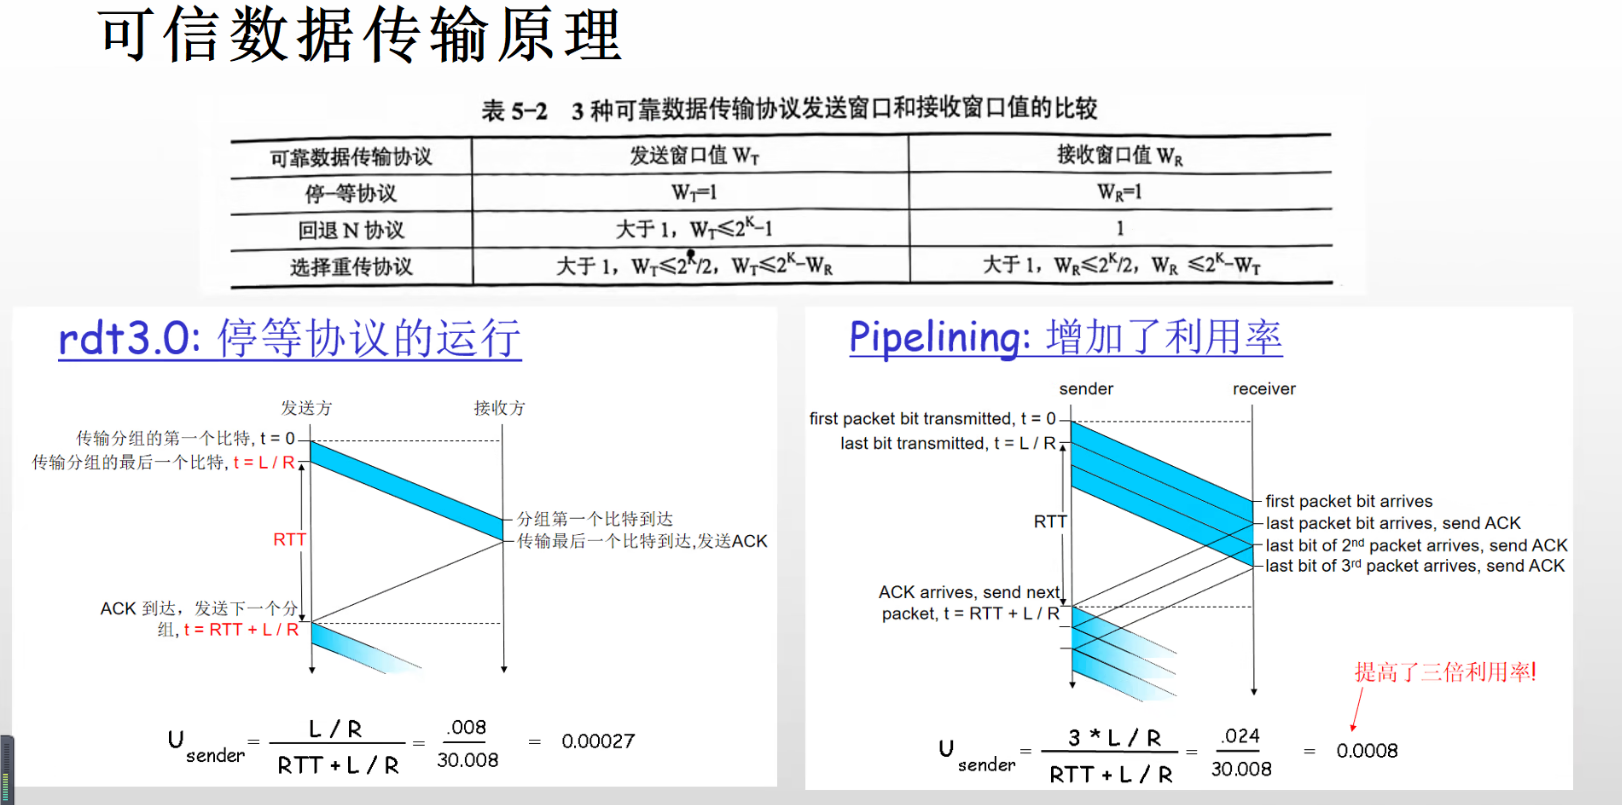 可信数据传输原理
表 5-2 3 种可靠数据传输协议发送窗口和接收窗口值的比较
可靠数据传输协议 发送窗口值 WT 接收窗口值 WR
停-等协议 WT=1 WR=1
回退 N 协议 大于 1，WT≤2^K-1 1
选择重传协议 大于 1，WT≤2^K/2，WT≤2^K-WR 大于 1，WR≤2^K/2，WR ≤2^K-WT
rdt3.0: 停等协议的运行
发送方 接收方
传输分组的第一个比特, t = 0
传输分组的最后一个比特, t = L / R
分组第一个比特到达
RTT
传输最后一个比特到达,发送ACK
ACK 到达，发送下一个分
组, t = RTT + L / R
U sender = L / R / RTT + L / R = .008 / 30.008 = 0.00027
Pipelining: 增加了利用率
sender receiver
first packet bit transmitted, t = 0
last bit transmitted, t = L / R
first packet bit arrives
RTT
last packet bit arrives, send ACK
last bit of 2nd packet arrives, send ACK
last bit of 3rd packet arrives, send ACK
ACK arrives, send next
packet, t = RTT + L / R
提高了三倍利用率!
U sender = 3 * L / R / RTT + L / R = .024 / 30.008 = 0.0008